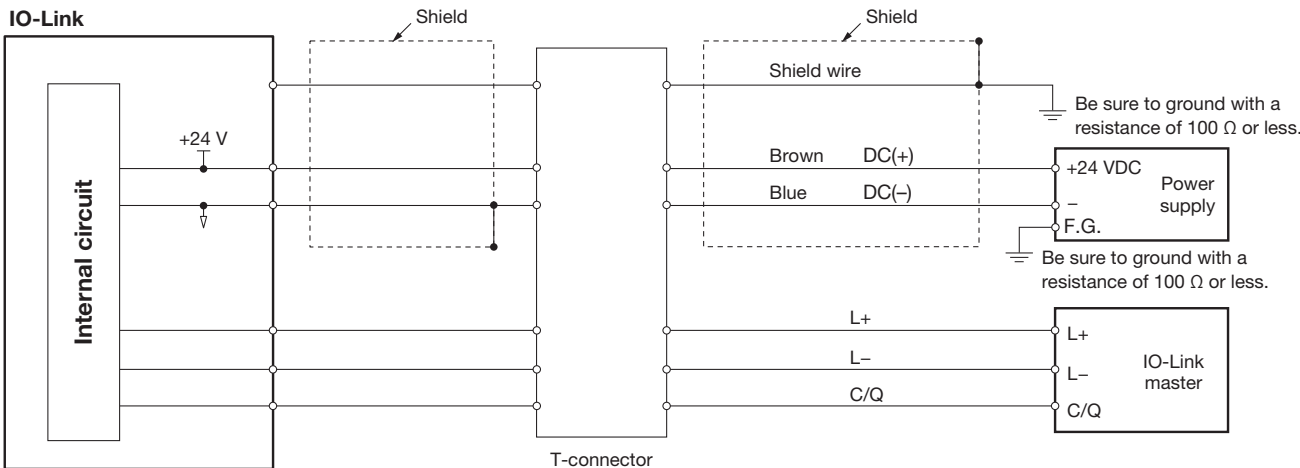 IO-Link
Shield
Shield
Shield wire
Be sure to ground with a
resistance of 100 Ω or less.
+24 V
Brown DC(+)
+24 VDC
Power
supply
Blue DC(−)
−
F.G.
Be sure to ground with a
resistance of 100 Ω or less.
Internal circuit
L+
L+
IO-Link
master
L−
L−
C/Q
C/Q
T-connector